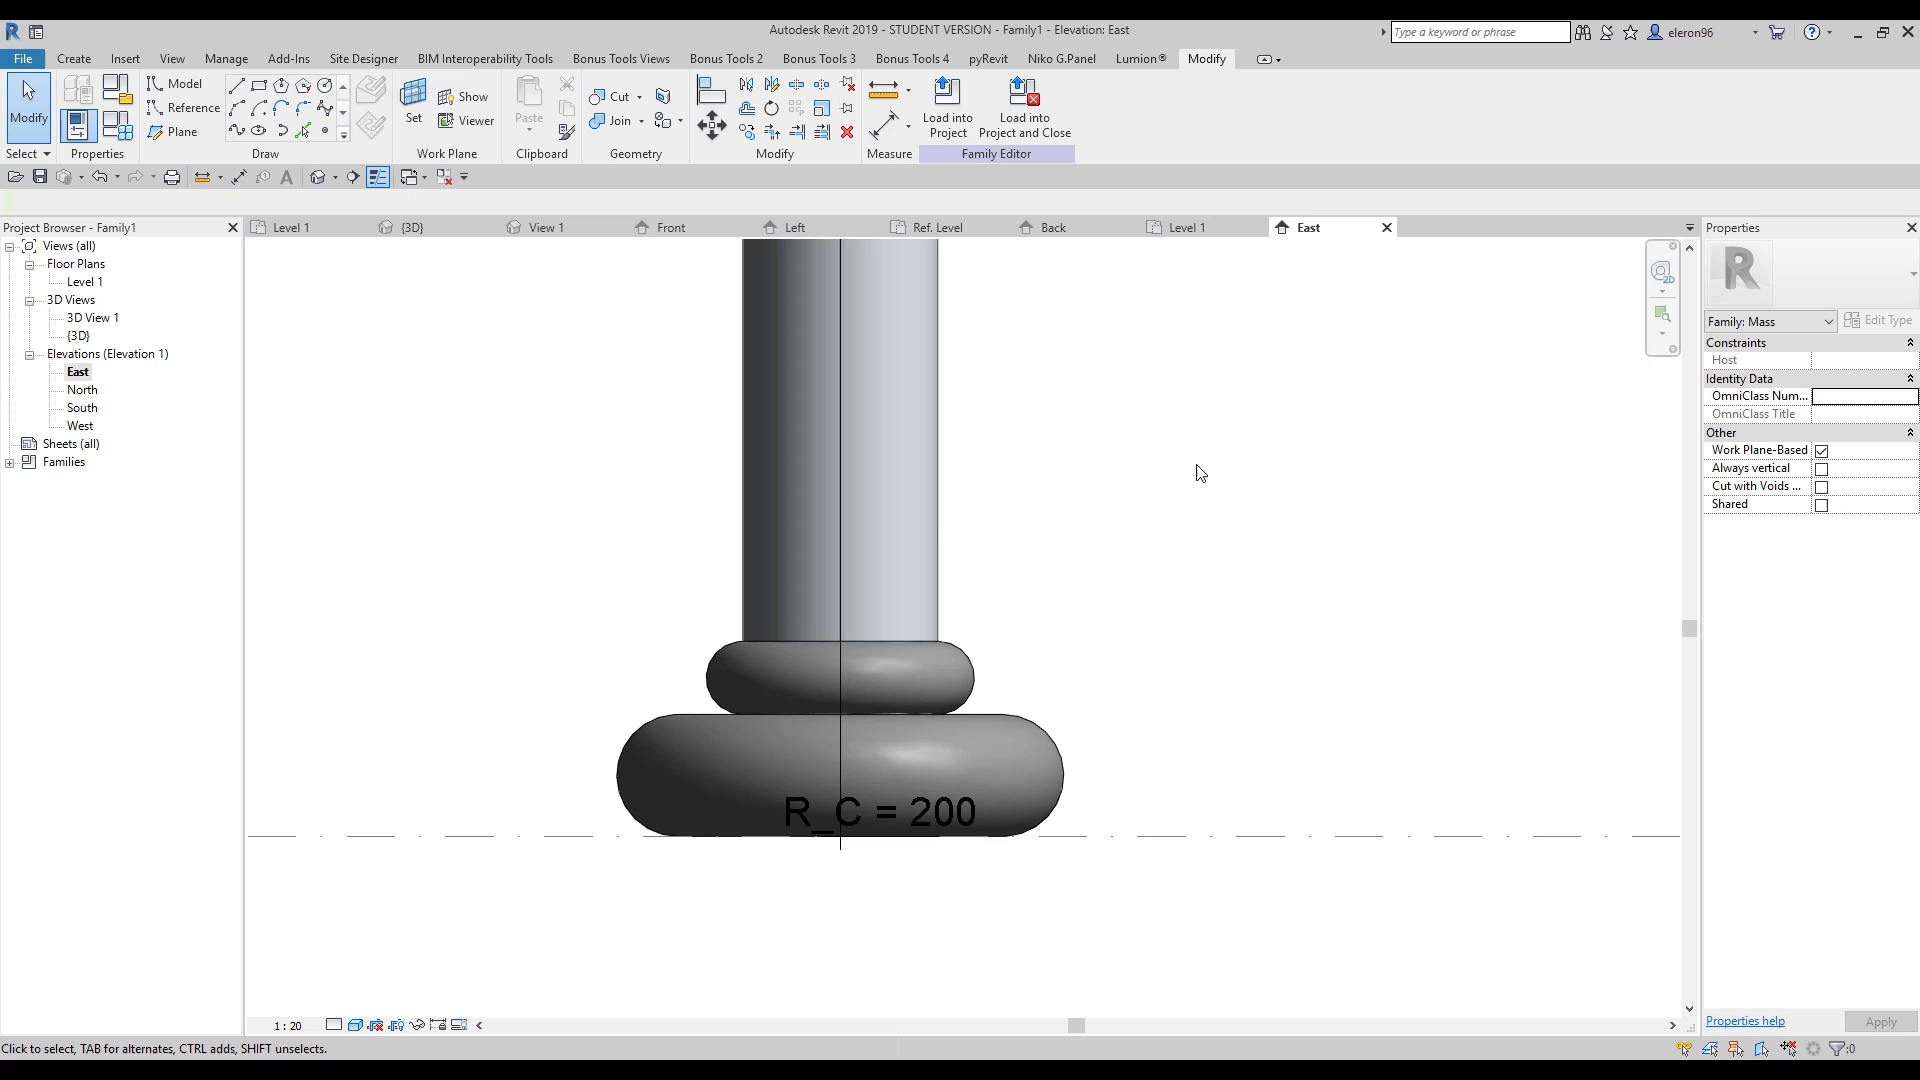 Autodesk Revit 2019 - STUDENT VERSION - Family1 - Elevation: East
Type a keyword or phrase
eleron96
File Create Insert View Manage Add-Ins Site Designer BIM Interoperability Tools Bonus Tools Views Bonus Tools 2 Bonus Tools 3 Bonus Tools 4 pyRevit Niko G.Panel Lumion® Modify
Modify
Model
Reference
Plane
Set
Show
Viewer
Paste
Cut
Join
Load into
Project
Load into
Project and Close
Select Properties Draw Work Plane Clipboard Geometry Modify Measure Family Editor
Project Browser - Family1
Views (all)
Floor Plans
Level 1
3D Views
3D View 1
{3D}
Elevations (Elevation 1)
East
North
South
West
Sheets (all)
Families
Level 1 {3D} View 1 Front Left Ref. Level Back Level 1 East
2D
R_C = 200
1 : 20
Properties
R
Family: Mass
Edit Type
Constraints
Host
Identity Data
OmniClass Num...
OmniClass Title
Other
Work Plane-Based
Always vertical
Cut with Voids ...
Shared
Properties help
Apply
Click to select, TAB for alternates, CTRL adds, SHIFT unselects.
:0